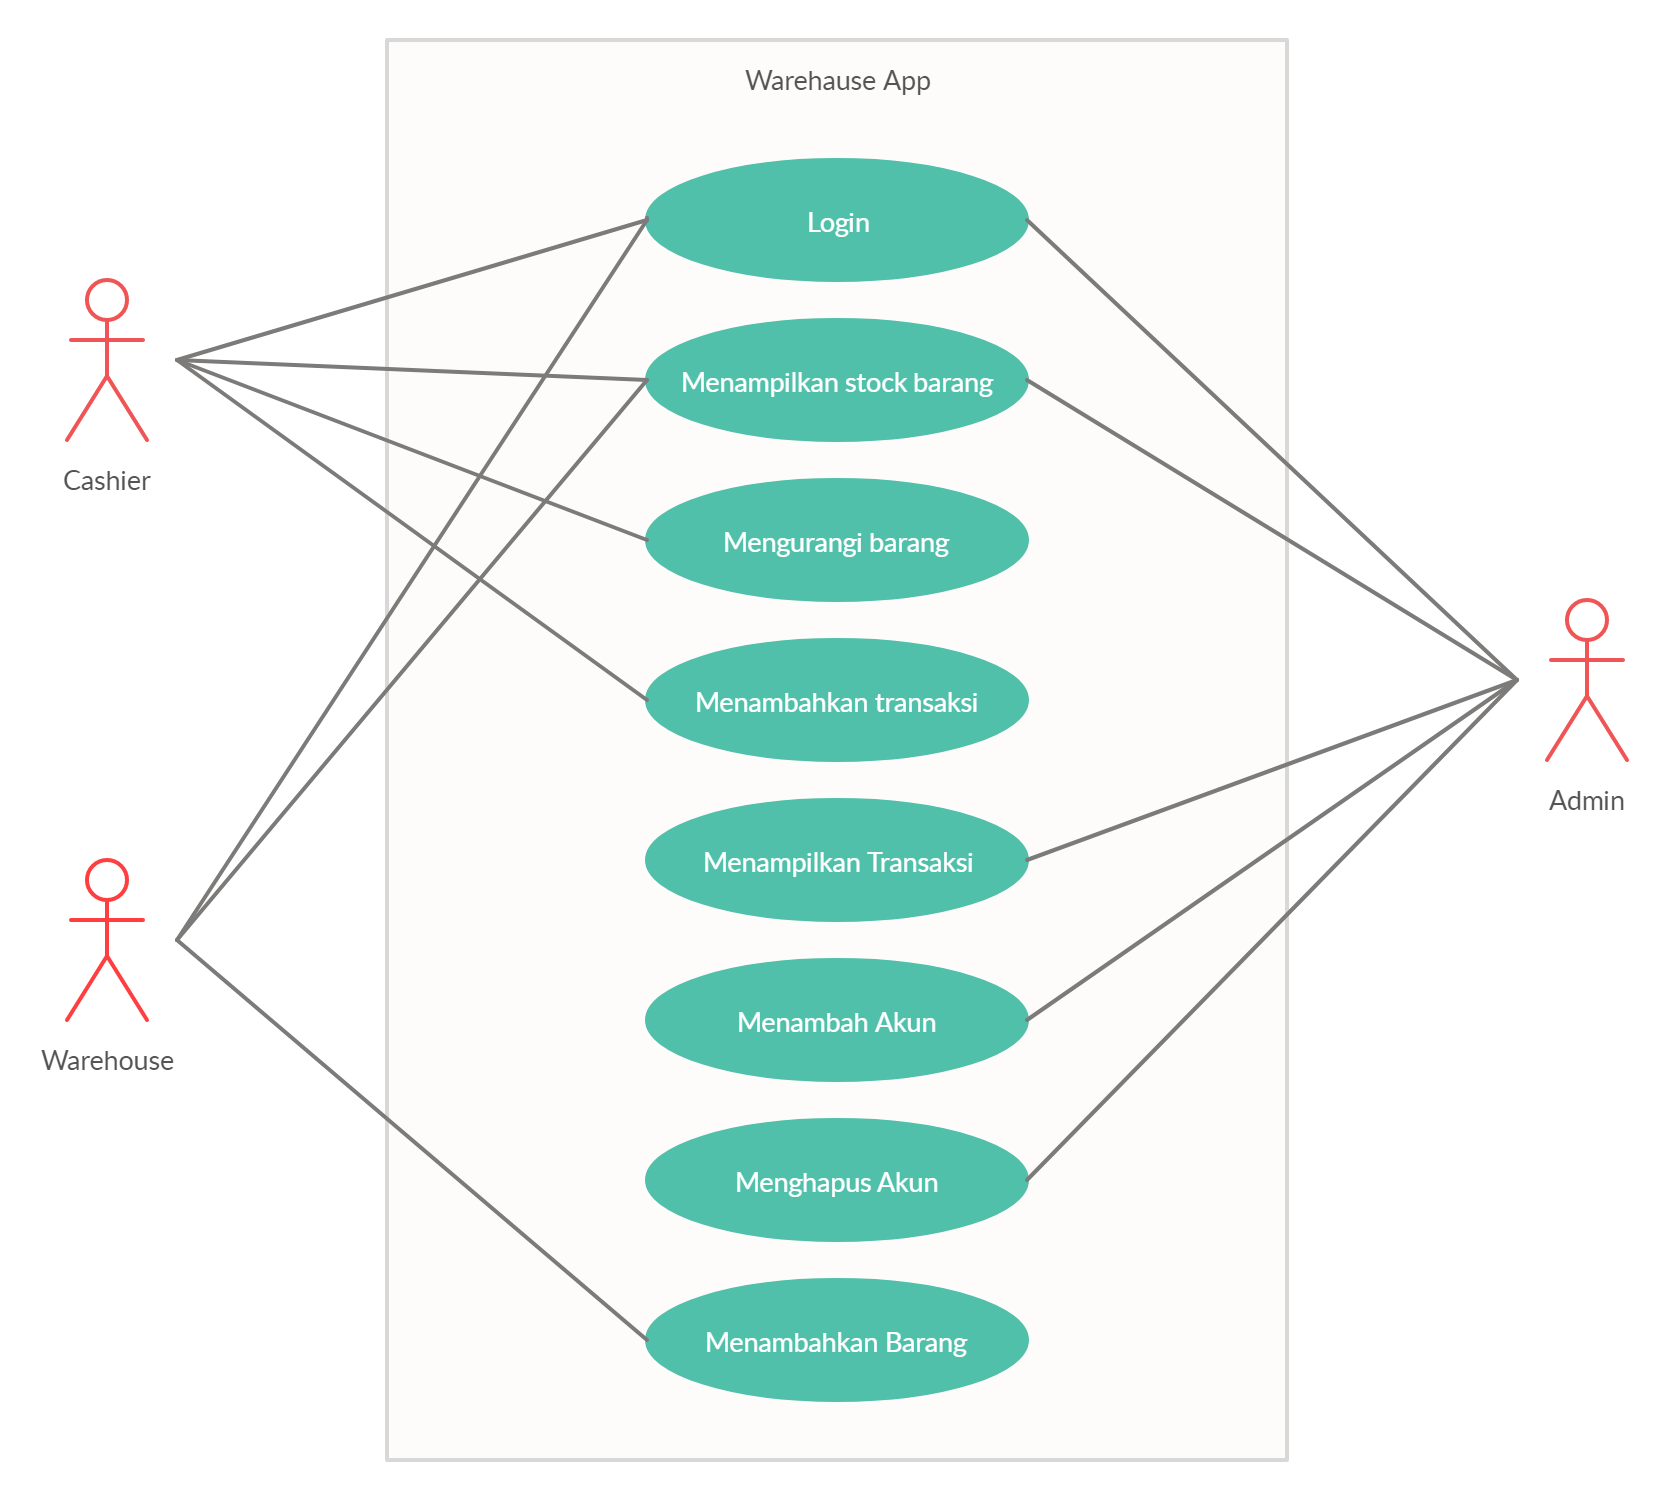 Warehause App
Login
Menampilkan stock barang
Cashier
Mengurangi barang
Menambahkan transaksi
Admin
Menampilkan Transaksi
Menambah Akun
Warehouse
Menghapus Akun
Menambahkan Barang